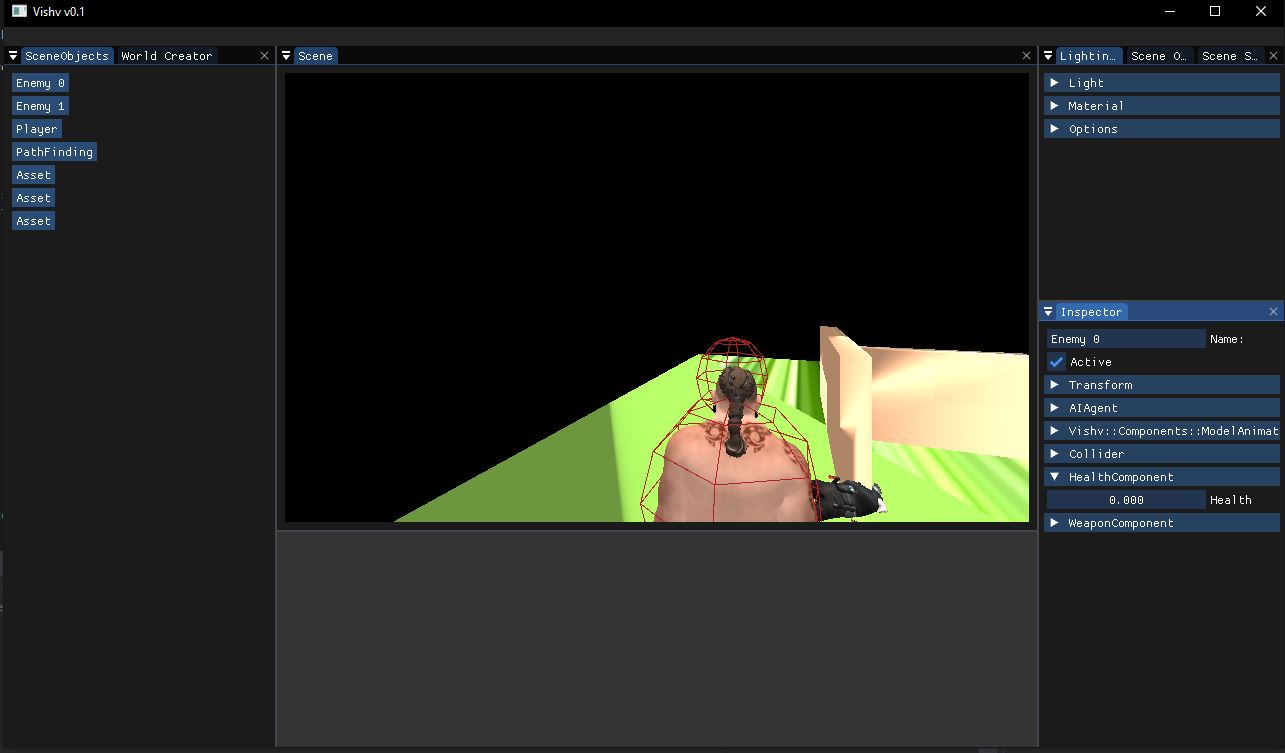 Vishv v0.1
SceneObjects World Creator
Enemy 0
Enemy 1
Player
PathFinding
Asset
Asset
Asset
Scene
Lightin… Scene O… Scene S…
Light
Material
Options
Inspector
Enemy 0 Name:
Active
Transform
AIAgent
Vishv::Components::ModelAnimat
Collider
HealthComponent
0.000 Health
WeaponComponent